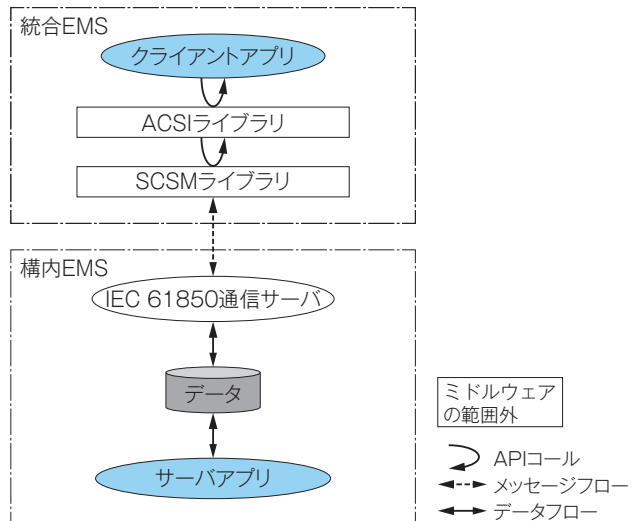 統合EMS
クライアントアプリ
ACSIライブラリ
SCSMライブラリ
構内EMS
IEC 61850通信サーバ
データ
サーバアプリ
ミドルウェア
の範囲外
APIコール
メッセージフロー
データフロー